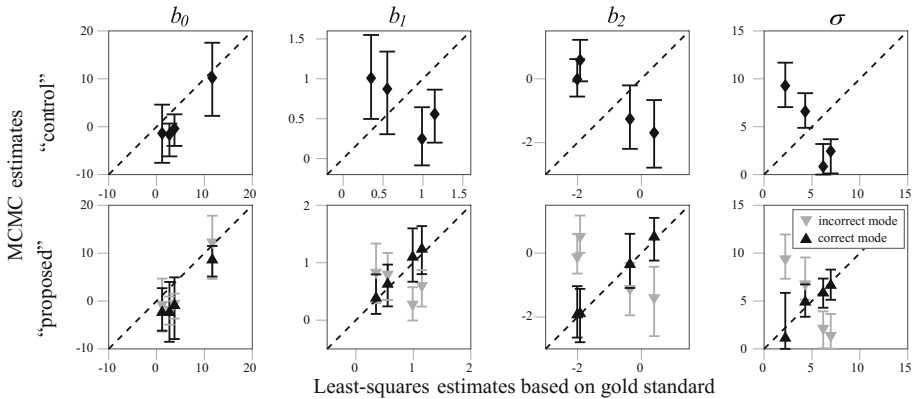 b₀ b₁ b₂ σ
MCMC estimates
“control”
“proposed”
20
10
0
-10
-10 0 10 20
1.5
1
0.5
0
0 0.5 1 1.5
0
-2
-2 0
15
10
5
0
0 5 10 15
20
10
0
-10
-10 0 10 20
2
1
0
0 1 2
0
-2
-2 0
15
10
5
0
0 5 10 15
incorrect mode
correct mode
Least-squares estimates based on gold standard